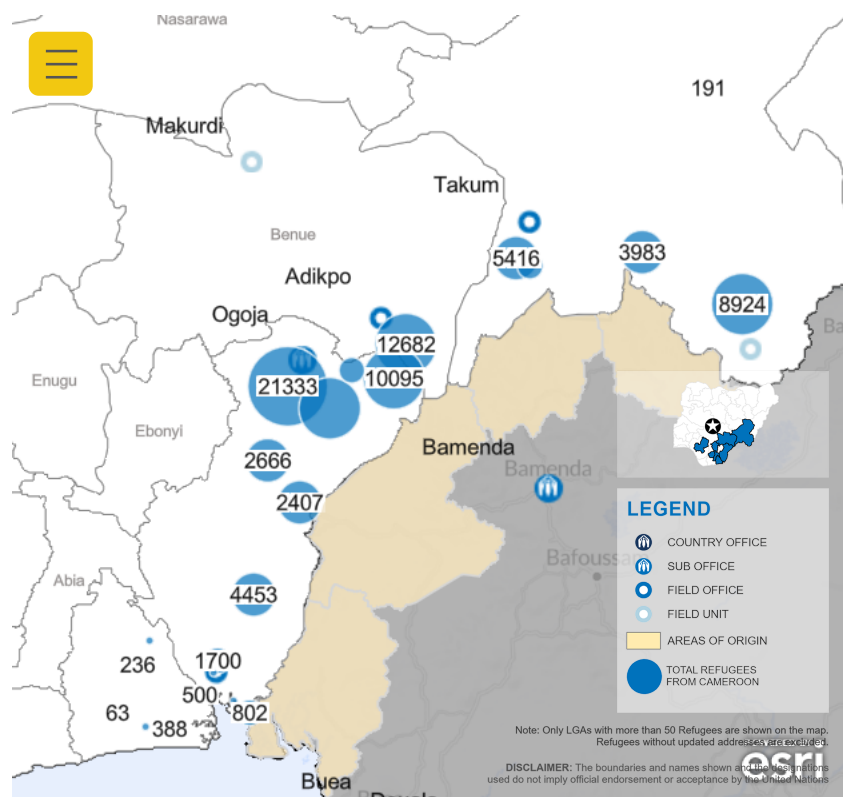 Nasarawa
191
Makurdi
Takum
Benue
5416
3983
Adikpo
8924
Ogoja
Ba
12682
21333
10095
Enugu
Ebonyi
Bamenda
2666
Bamenda
2407
LEGEND
COUNTRY OFFICE
Bafoussam
SUB OFFICE
Abia
4453
FIELD OFFICE
FIELD UNIT
AREAS OF ORIGIN
236
1700
TOTAL REFUGEES
FROM CAMEROON
500
63
388
802
Note: Only LGAs with more than 50 Refugees are shown on the map.
Refugees without updated addresses are excluded.
esri
DISCLAIMER: The boundaries and names shown and the designations
used do not imply official endorsement or acceptance by the United Nations
Buea